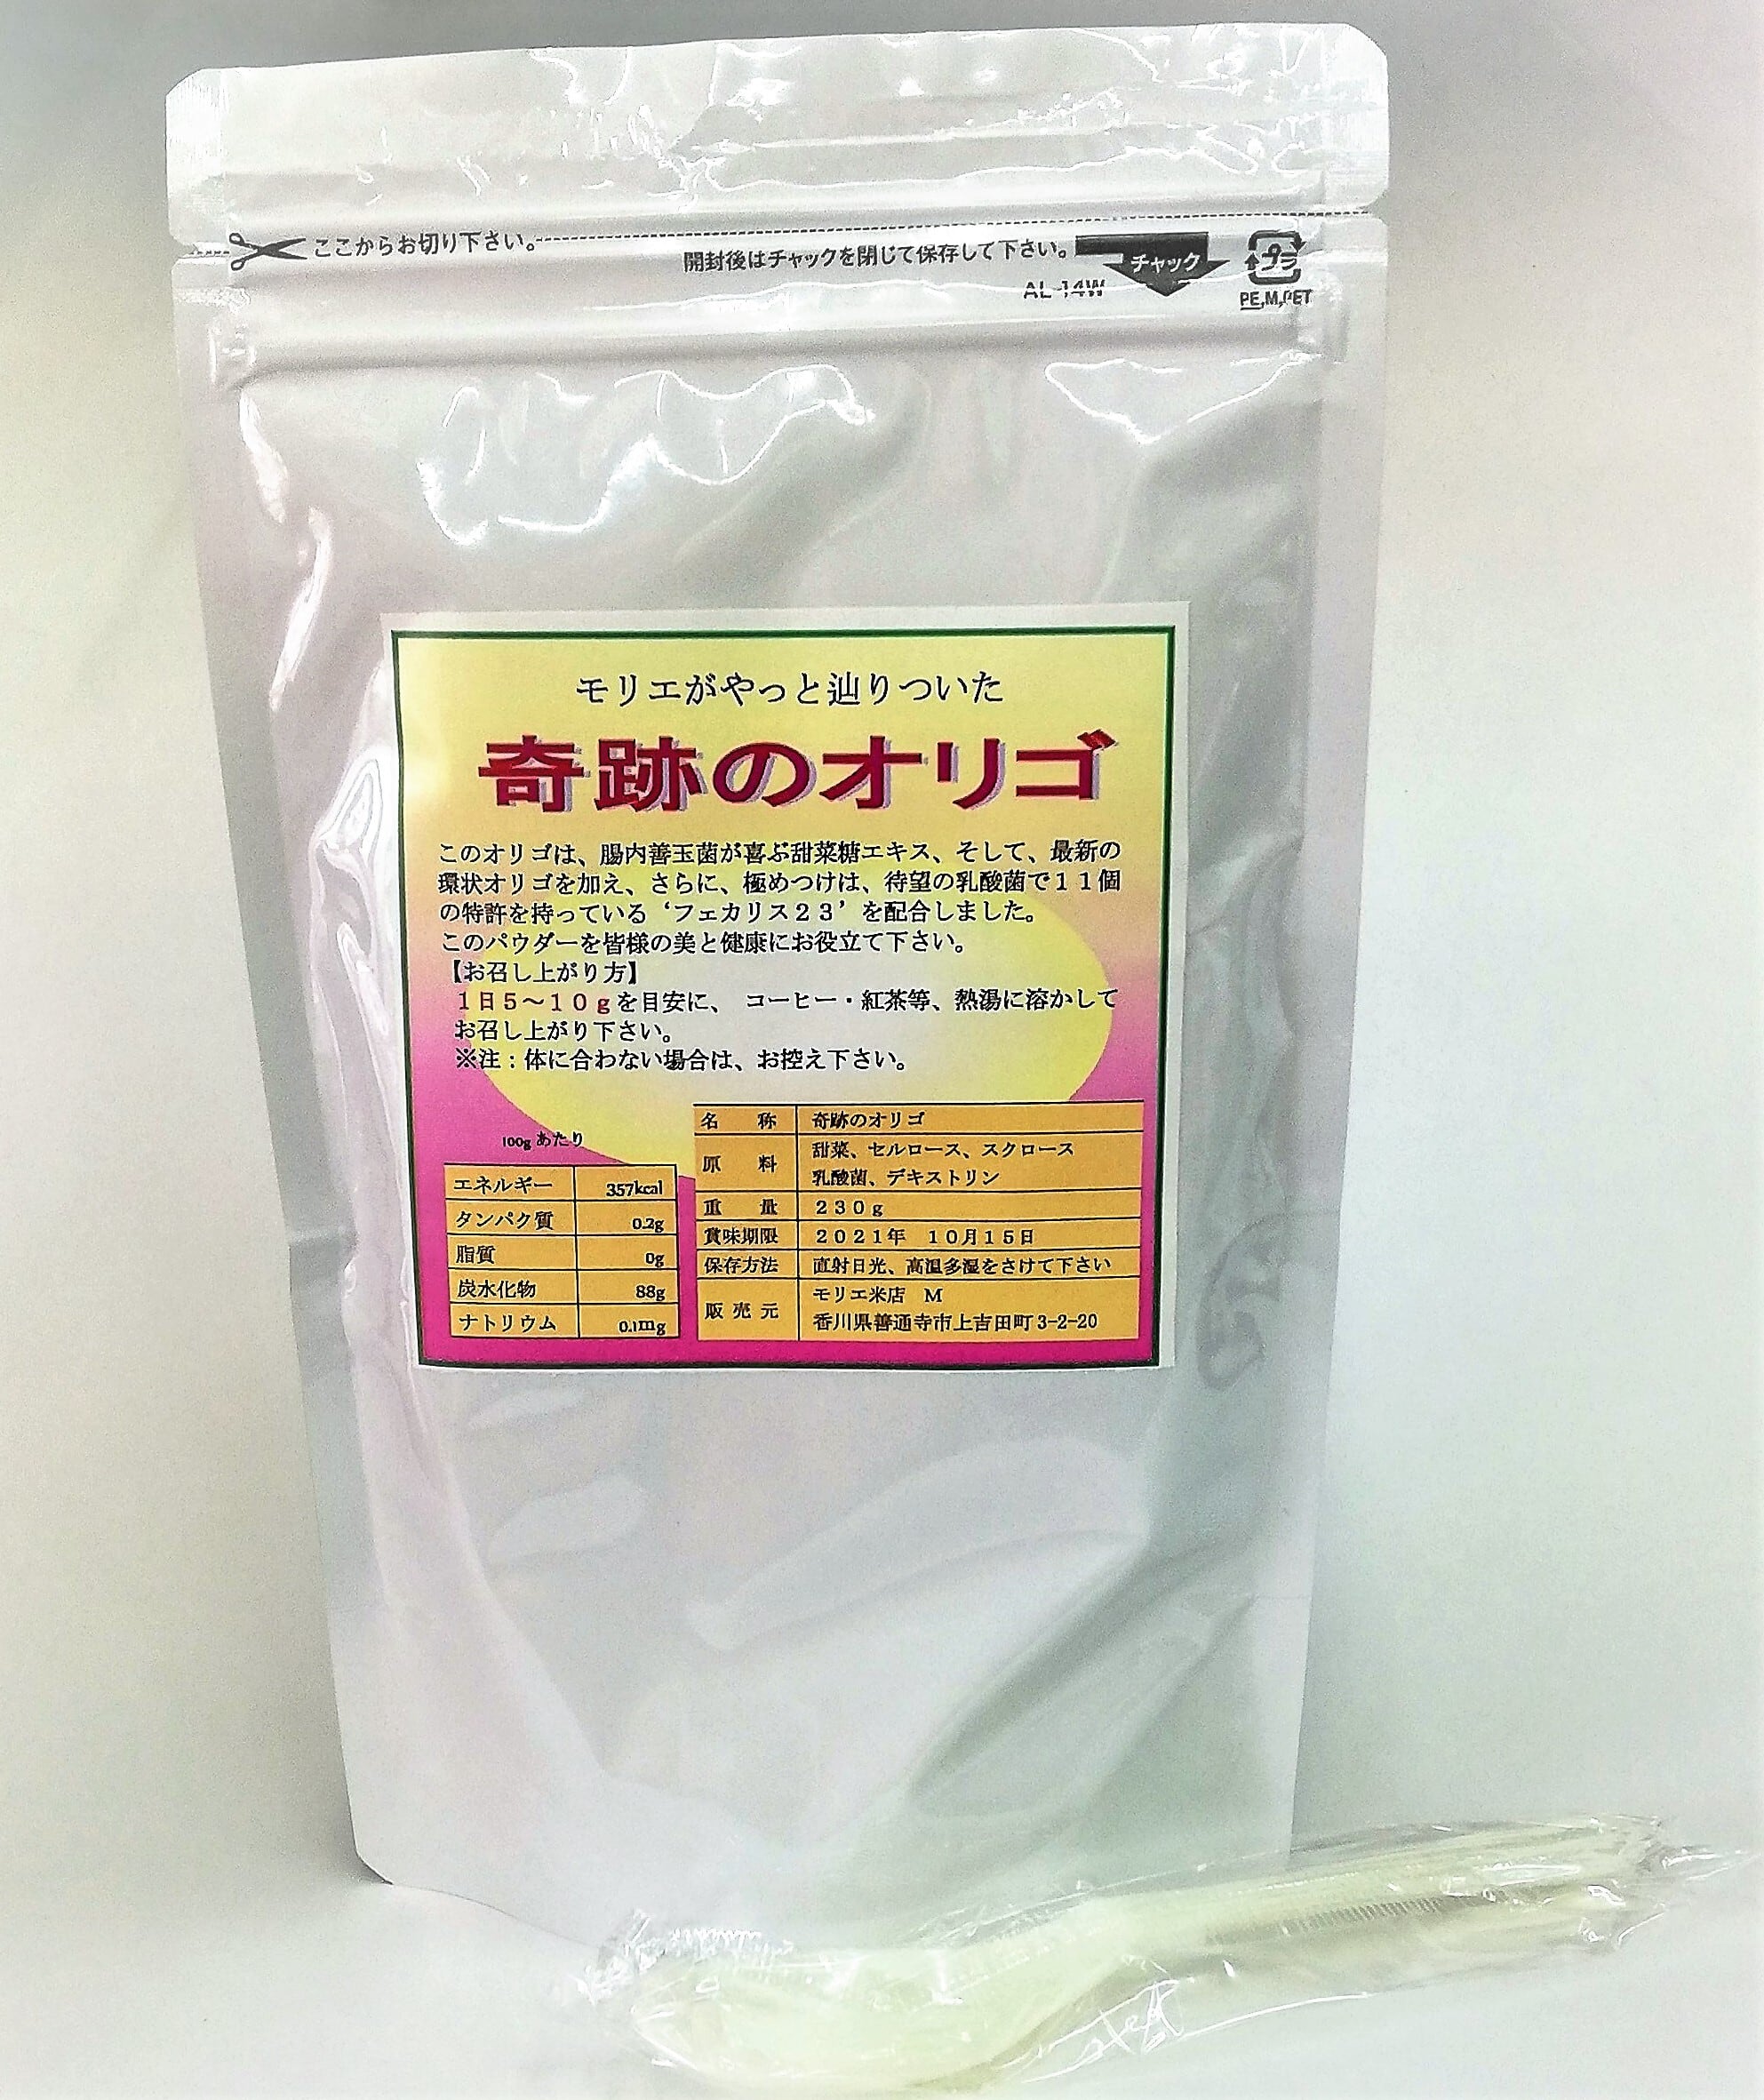 ここからお切り下さい。
開封後はチャックを閉じて保存して下さい。
チャック
プラ
AL-14W
PE,M,PET
モリエがやっと辿りついた
奇跡のオリゴ
このオリゴは、腸内善玉菌が喜ぶ甜菜糖エキス、そして、最新の
環状オリゴを加え、さらに、極めつけは、待望の乳酸菌で１１個
の特許を持っている‘フェカリス２３’を配合しました。
このパウダーを皆様の美と健康にお役立て下さい。
【お召し上がり方】
１日５〜１０ｇを目安に、　コーヒー・紅茶等、熱湯に溶かして
お召し上がり下さい。
※注：体に合わない場合は、お控え下さい。
100g あたり
エネルギー 357kcal
タンパク質 0.2g
脂質 0g
炭水化物 88g
ナトリウム 0.1mg
名　称 奇跡のオリゴ
原　料 甜菜、セルロース、スクロース
乳酸菌、デキストリン
重　量 ２３０ｇ
賞味期限 ２０２１年　１０月１５日
保存方法 直射日光、高温多湿をさけて下さい
販売元 モリエ米店　M
香川県善通寺市上吉田町3-2-20